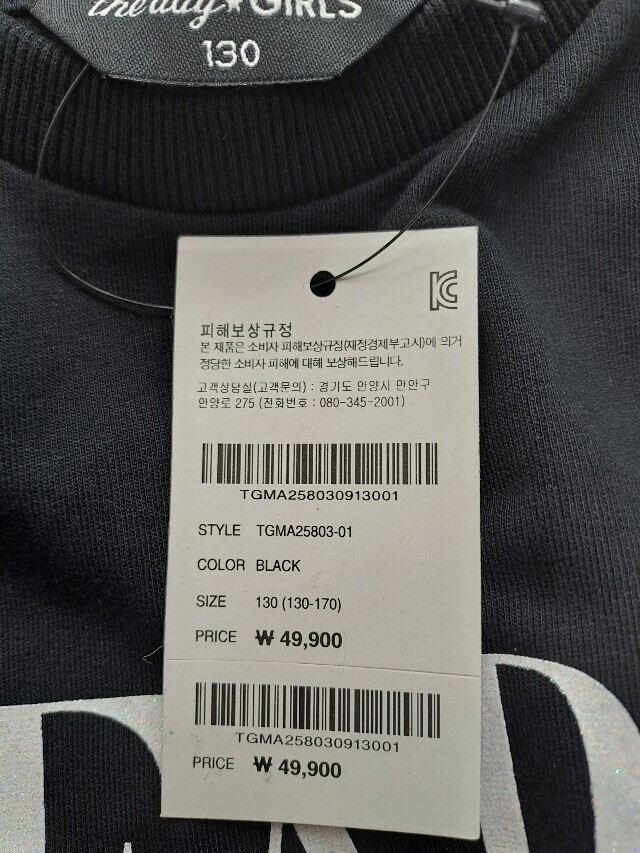 the day★GIRLS
130
KC
피해보상규정
본 제품은 소비자 피해보상규정(재정경제부고시)에 의거
정당한 소비자 피해에 대해 보상해드립니다.
고객상담실(고객문의) : 경기도 안양시 만안구
안양로 275 (전화번호 : 080-345-2001)
TGMA258030913001
STYLE TGMA25803-01
COLOR BLACK
SIZE 130 (130-170)
PRICE ₩ 49,900
TGMA258030913001
PRICE ₩ 49,900